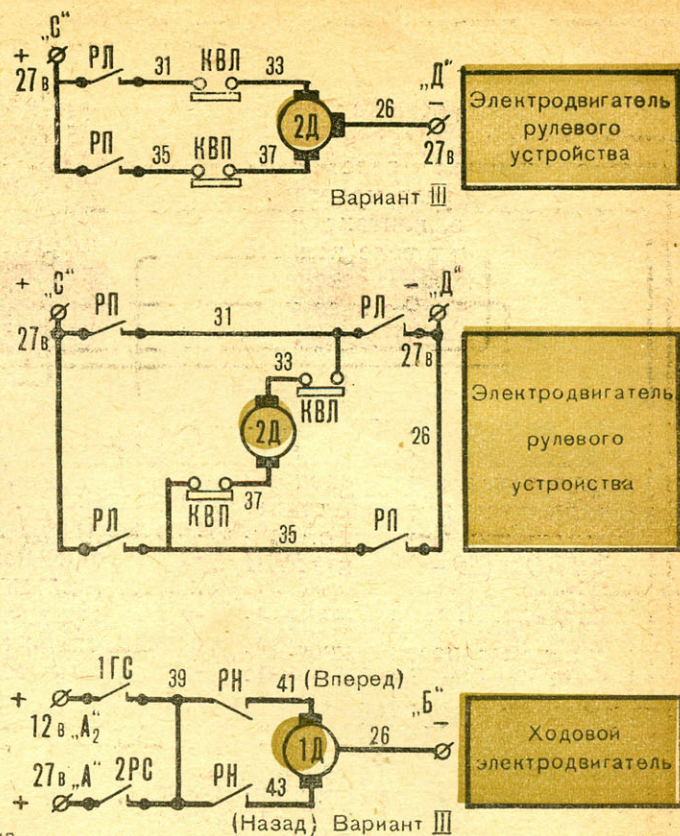 „С“
+
27в
РЛ
31
КВЛ
33
2Д
26
„Д“
−
27в
РП
35
КВП
37
Вариант III
Электродвигатель
рулевого
устройства
+ „С“
27в
РП
31
РЛ
− „Д“
27в
33
КВЛ
2Д
26
КВП
37
РЛ
35
РП
Электродвигатель
рулевого
устройства
1ГС
39
РН
41 (Вперед)
+
12 в „А2“
1Д
26
„Б“
−
27в „А“
2РС
РН
43
+
(Назад) Вариант III
Ходовой
электродвигатель